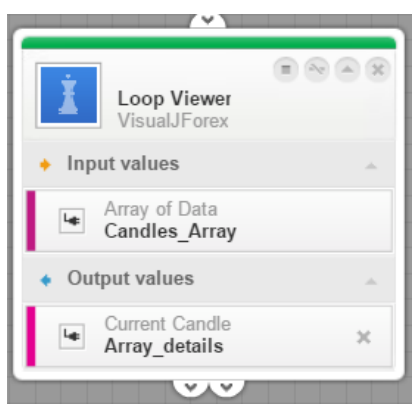 Loop Viewer
VisualJForex
Input values
Array of Data
Candles_Array
Output values
Current Candle
Array_details